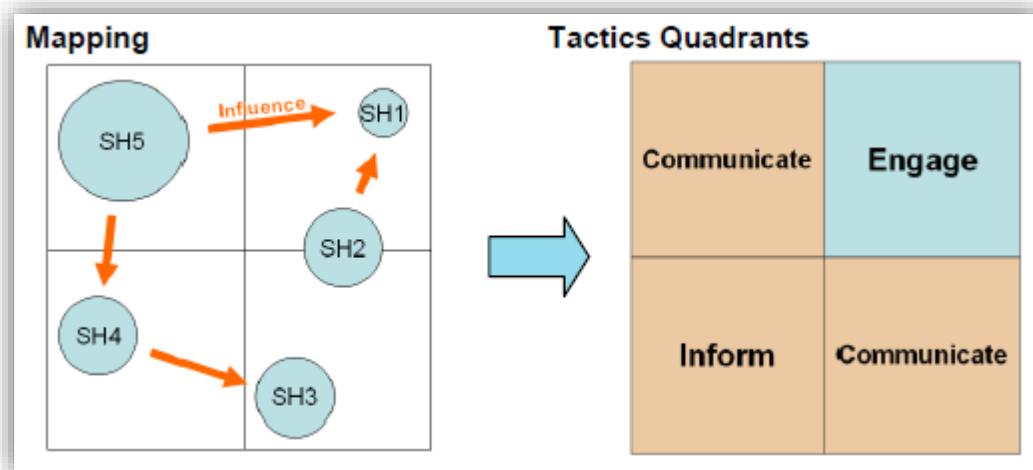 Mapping
Tactics Quadrants
SH5
Influence
SH1
SH2
SH4
SH3
Communicate
Engage
Inform
Communicate